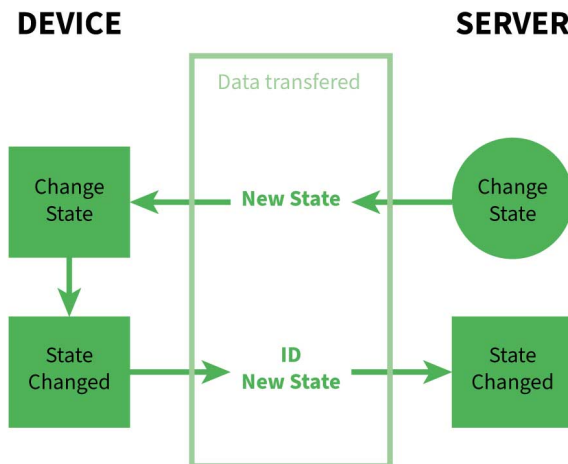 DEVICE
SERVER
Data transfered
Change
State
New State
Change
State
State
Changed
ID
New State
State
Changed